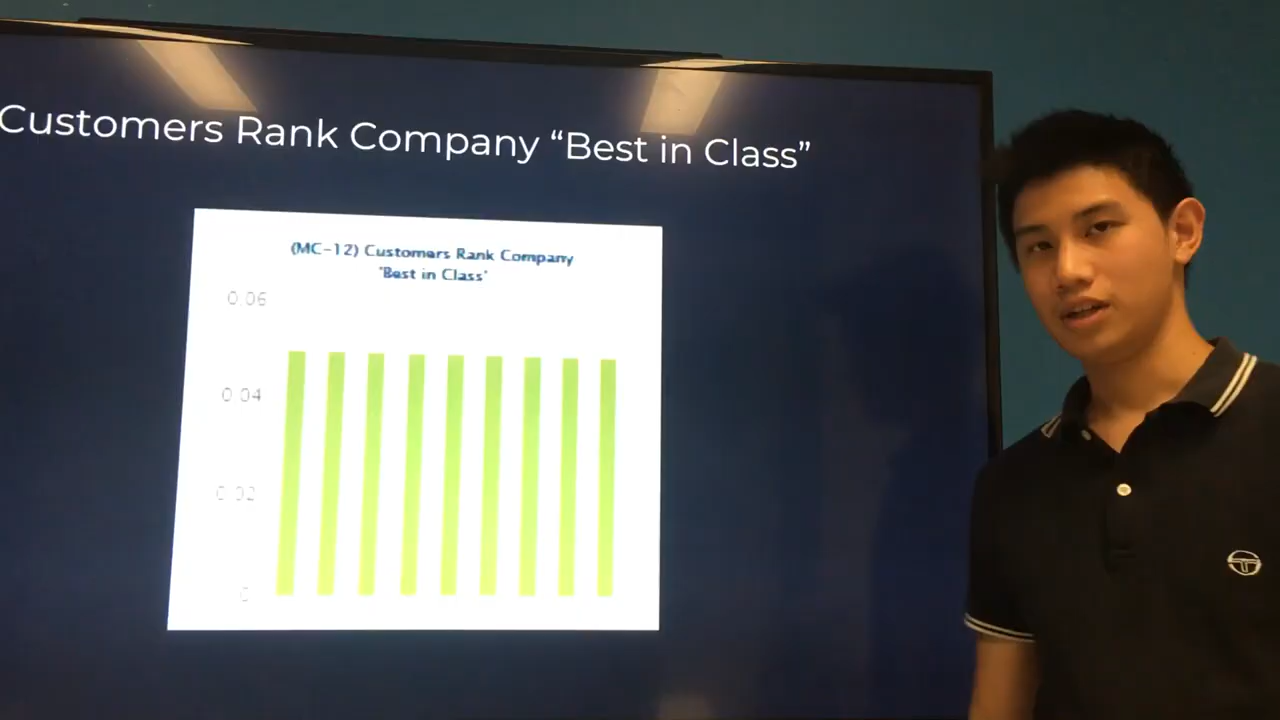 Customers Rank Company “Best in Class”
(MC-12) Customers Rank Company
'Best in Class'
0.06
0.04
0.02
0